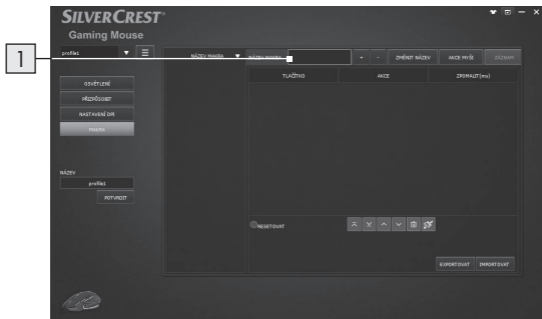 SILVERCREST®
Gaming Mouse
1
profile1
NÁZEV MAKRA
NÁZEV MAKRA + - ZMĚNIT NÁZEV AKCE MYŠI ZÁZNAM
TLAČÍTKO AKCE ZPOMALIT(ms)
OSVĚTLENÍ
PŘIZPŮSOBIT
NASTAVENÍ DPI
MAKRA
NÁZEV
profile1
POTVRDIT
RESETOVAT
EXPORTOVAT IMPORTOVAT